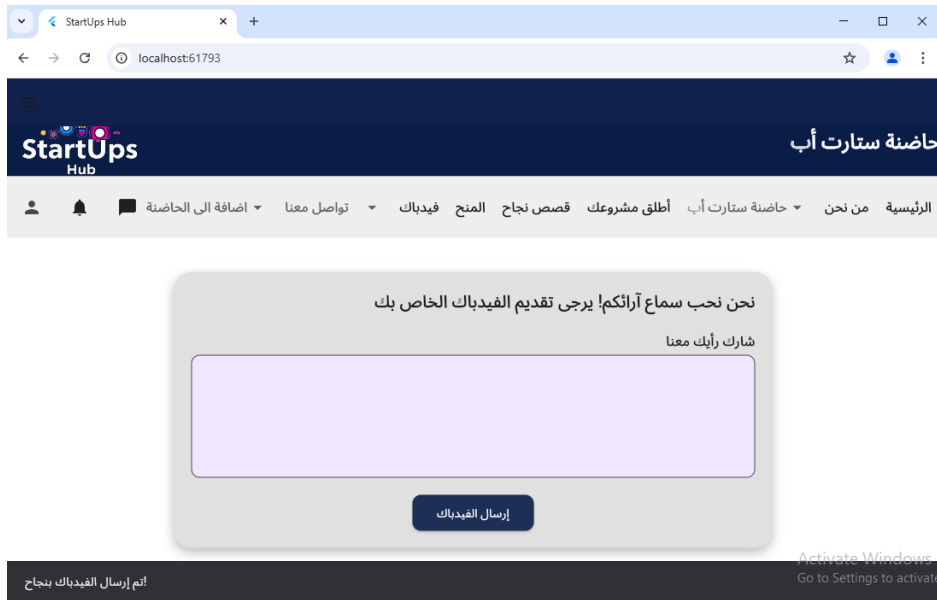 StartUps Hub
localhost:61793
StartUps
Hub
حاضنة ستارت أب
الرئيسية من نحن حاضنة ستارت أب أطلق مشروعك قصص نجاح المنح فيدباك تواصل معنا اضافة الى الحاضنة
نحن نحب سماع آرائكم! يرجى تقديم الفيدباك الخاص بك
شارك رأيك معنا
إرسال الفيدباك
Activate Windows
Go to Settings to activate
!تم إرسال الفيدباك بنجاح